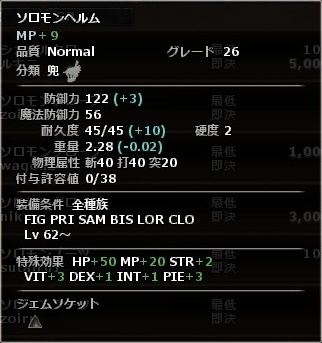 ソロモンヘルム
MP+ 9
品質 Normal グレード 26
分類 兜
防御力 122 (+3)
魔法防御力 56
耐久度 45/45 (+10) 硬度 2
重量 2.28 (-0.02)
物理属性 斬40 打40 突20
付与許容値 0/38
装備条件 全種族
FIG PRI SAM BIS LOR CLO
Lv 62～
特殊効果 HP+50 MP+20 STR+2
VIT+3 DEX+1 INT+1 PIE+3
ジェムソケット